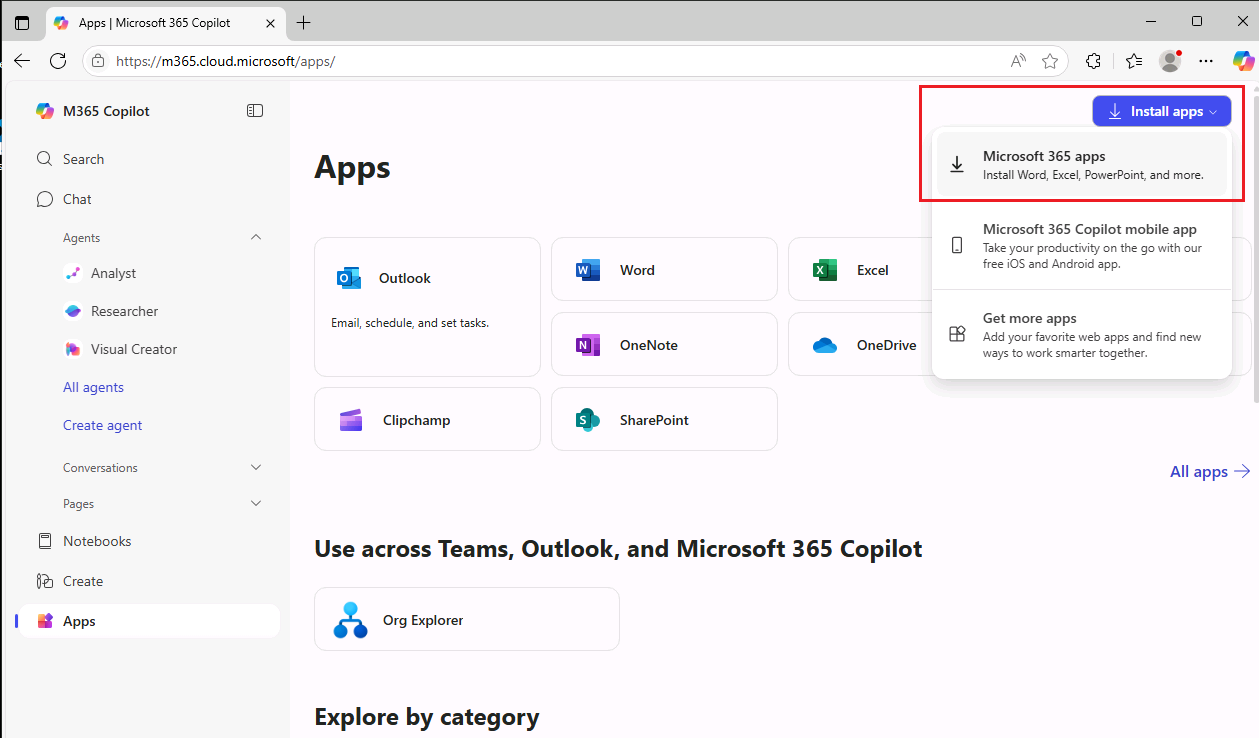 Apps | Microsoft 365 Copilot
https://m365.cloud.microsoft/apps/
M365 Copilot
Search
Chat
Agents
Analyst
Researcher
Visual Creator
All agents
Create agent
Conversations
Pages
Notebooks
Create
Apps
Install apps
Microsoft 365 apps
Install Word, Excel, PowerPoint, and more.
Microsoft 365 Copilot mobile app
Take your productivity on the go with our
free iOS and Android app.
Get more apps
Add your favorite web apps and find new
ways to work smarter together.
Apps
Outlook
Email, schedule, and set tasks.
Word
Excel
OneNote
OneDrive
Clipchamp
SharePoint
All apps
Use across Teams, Outlook, and Microsoft 365 Copilot
Org Explorer
Explore by category